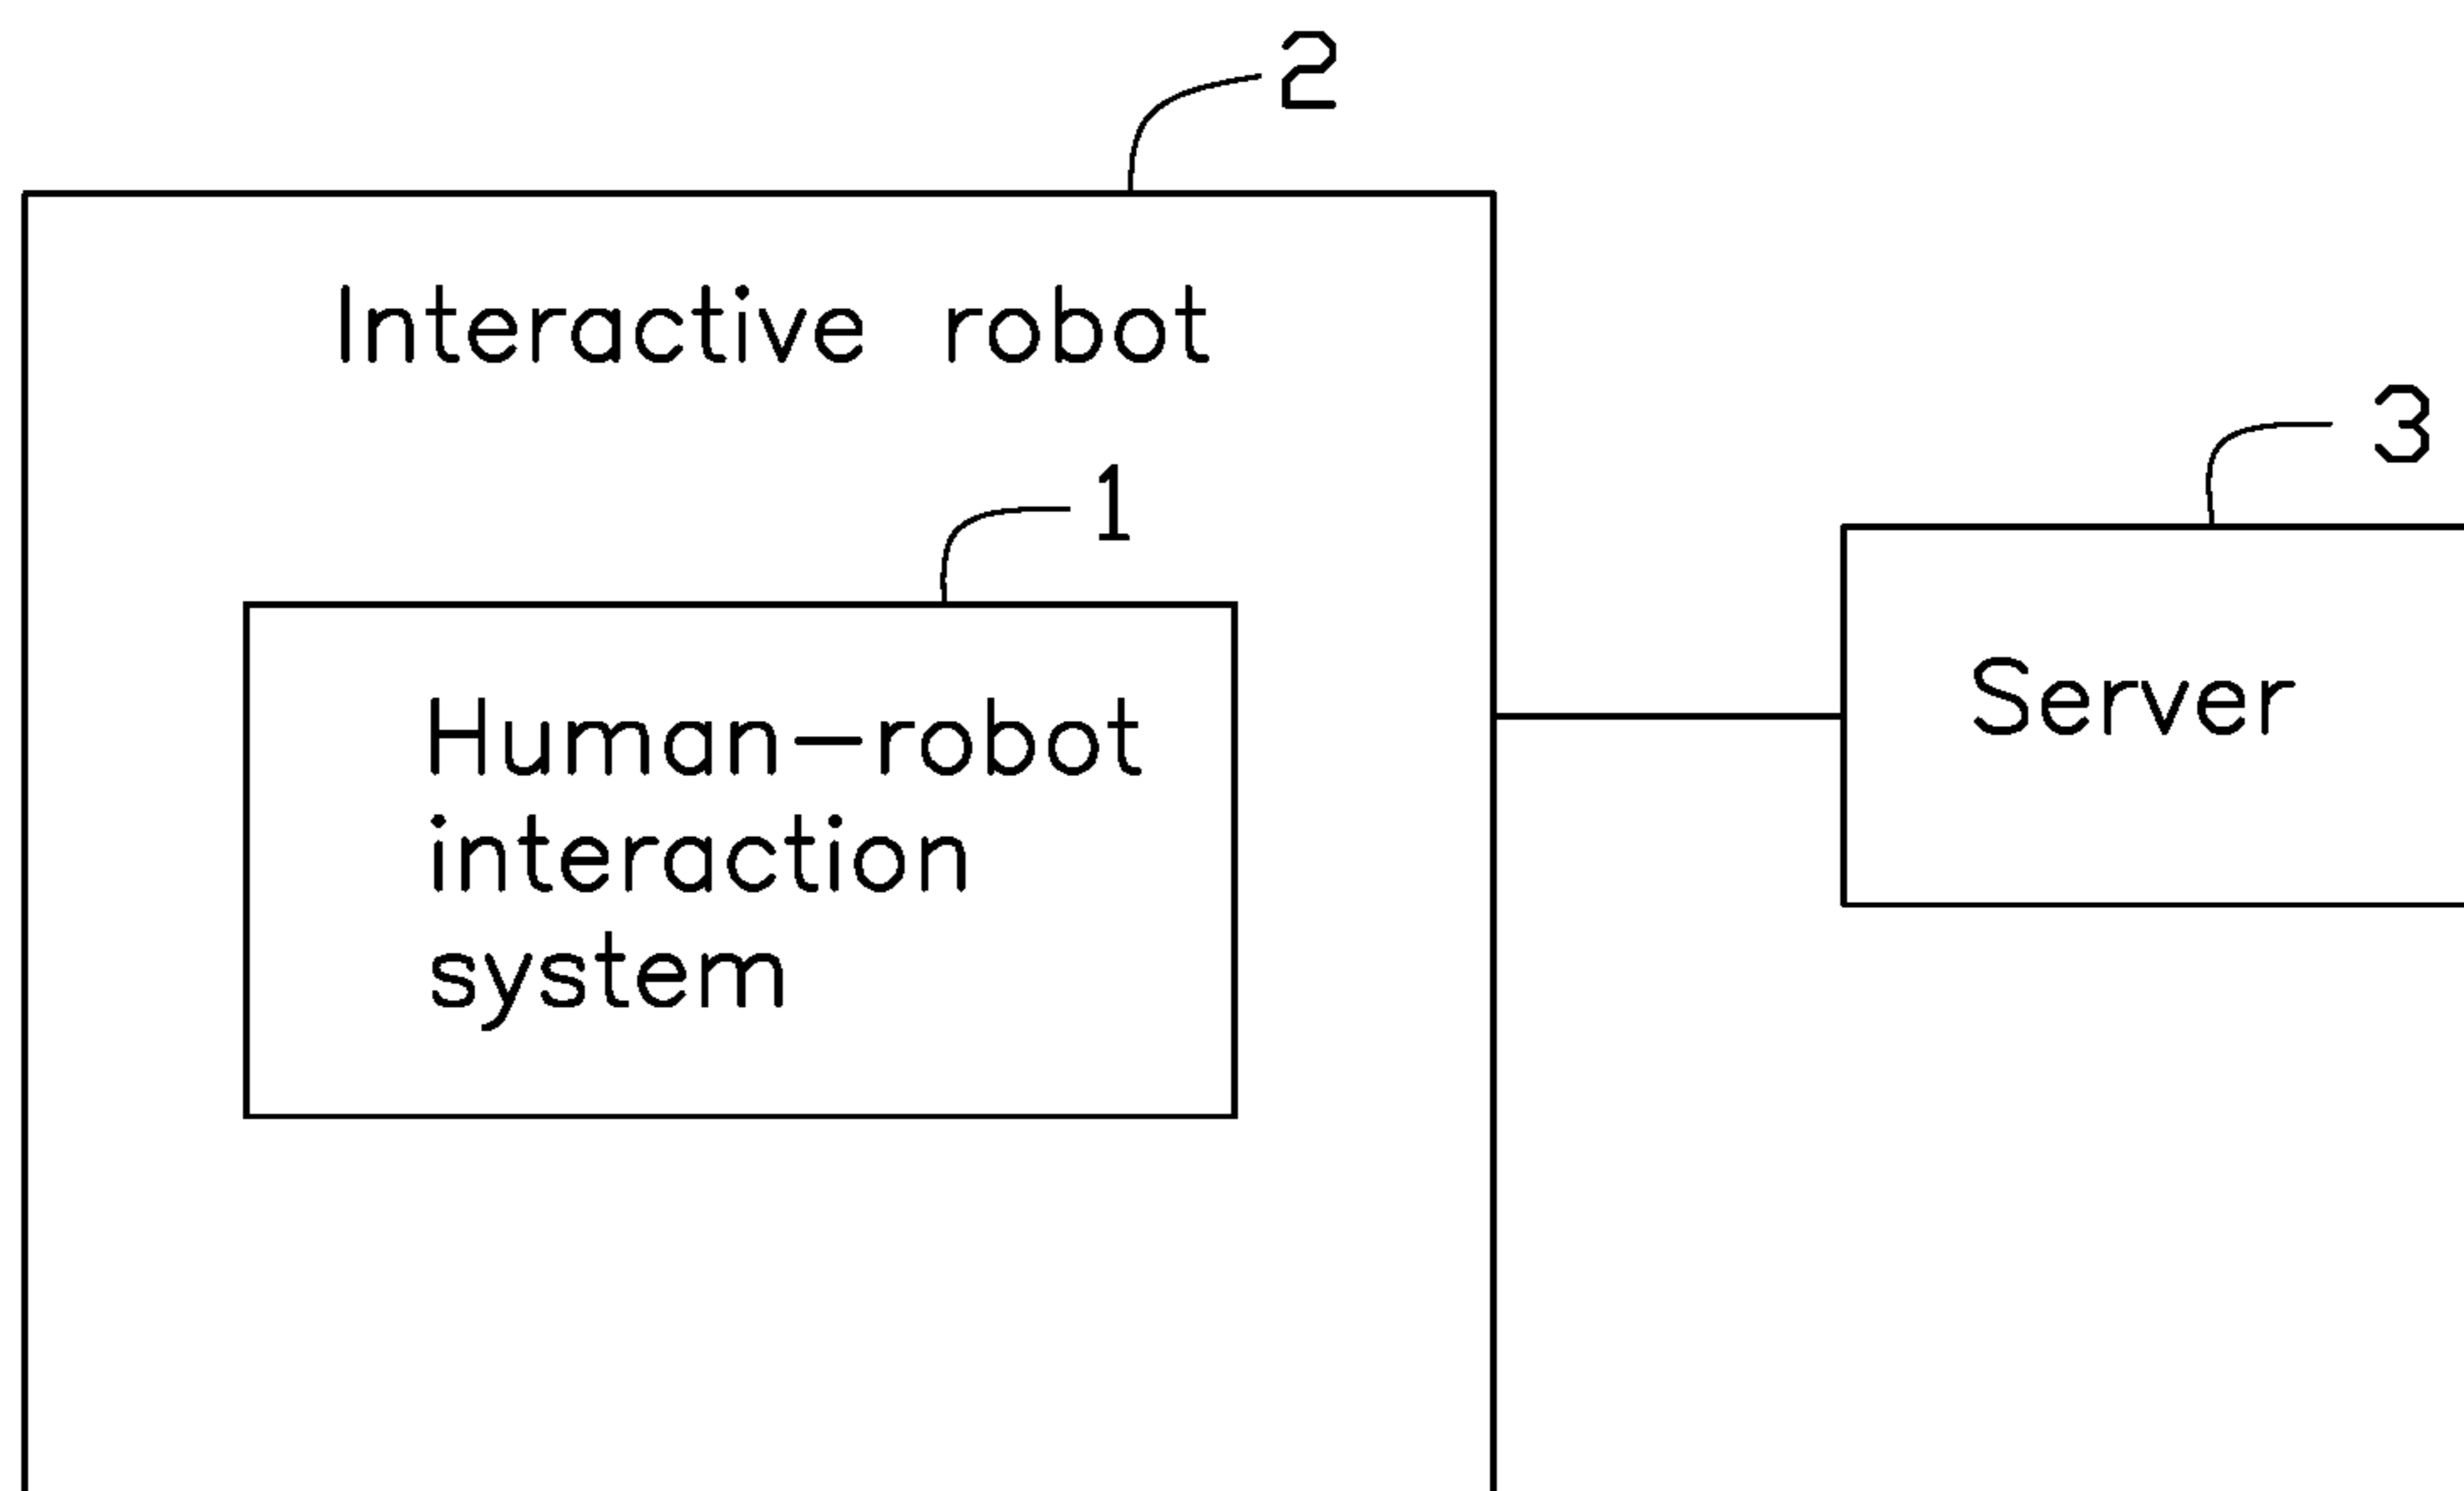 2
Interactive robot
3
1
Human-robot
interaction
system
Server